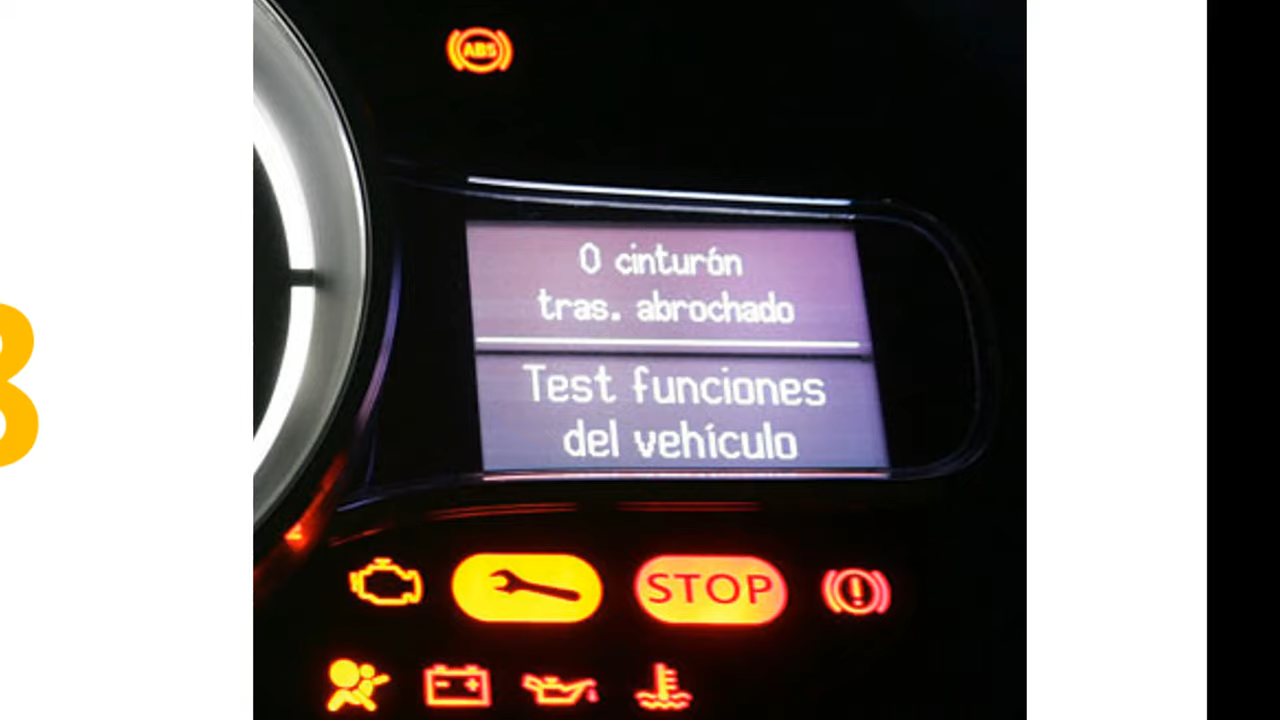 ABS
0 cinturón
tras. abrochado
Test funciones
del vehículo
STOP